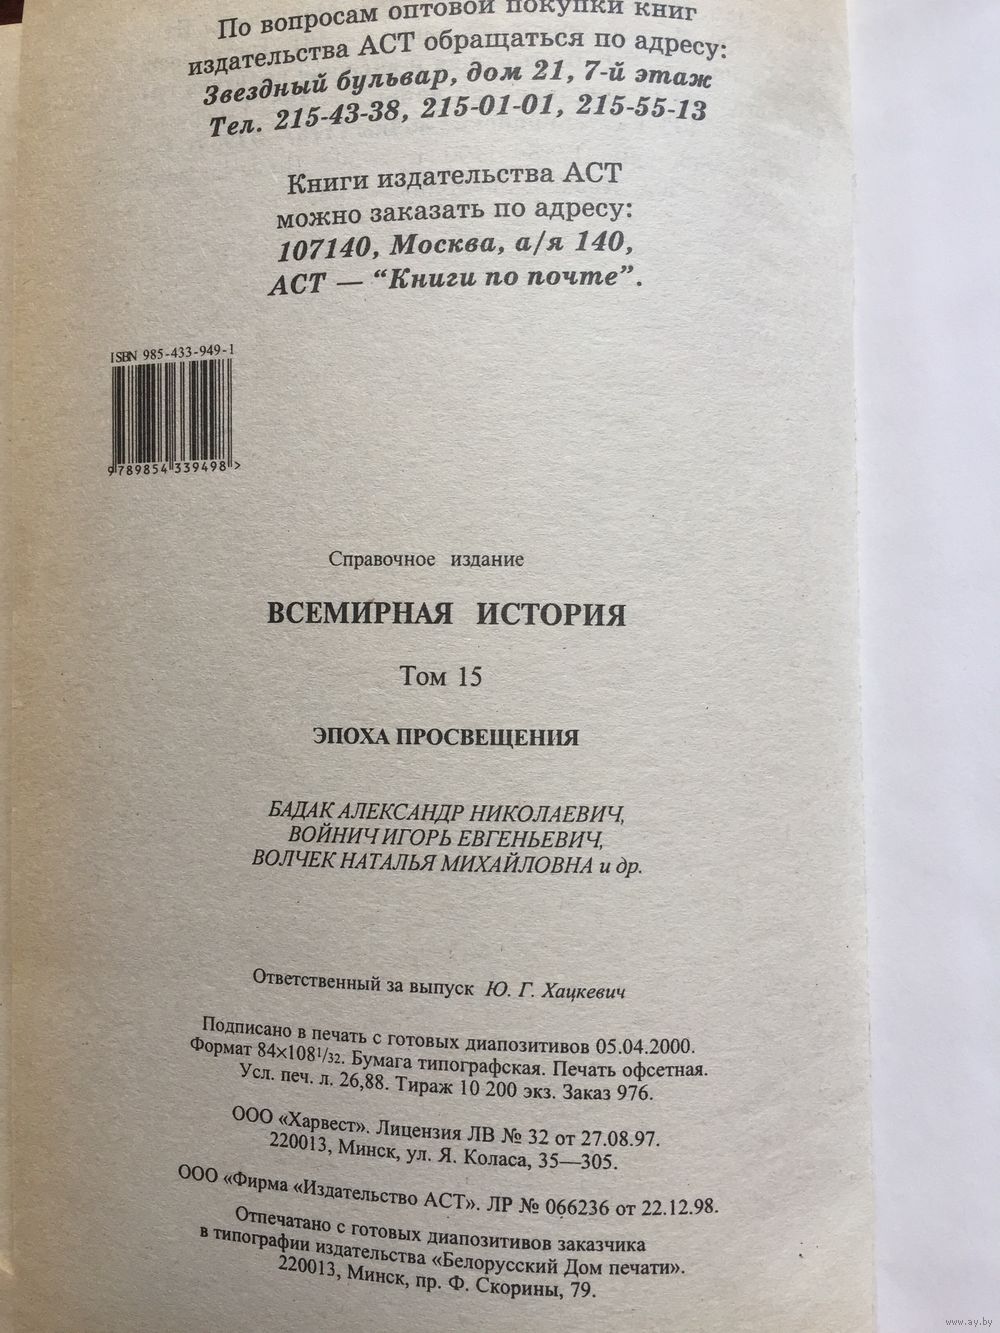 По вопросам оптовой покупки книг
издательства АСТ обращаться по адресу:
Звездный бульвар, дом 21, 7-й этаж
Тел. 215-43-38, 215-01-01, 215-55-13
Книги издательства АСТ
можно заказать по адресу:
107140, Москва, а/я 140,
АСТ — “Книги по почте”.
ISBN 985-433-949-1
9789854339498>
Справочное издание
ВСЕМИРНАЯ ИСТОРИЯ
Том 15
ЭПОХА ПРОСВЕЩЕНИЯ
БАДАК АЛЕКСАНДР НИКОЛАЕВИЧ,
ВОЙНИЧ ИГОРЬ ЕВГЕНЬЕВИЧ,
ВОЛЧЕК НАТАЛЬЯ МИХАЙЛОВНА и др.
Ответственный за выпуск Ю. Г. Хацкевич
Подписано в печать с готовых диапозитивов 05.04.2000.
Формат 84×108 1/32. Бумага типографская. Печать офсетная.
Усл. печ. л. 26,88. Тираж 10 200 экз. Заказ 976.
ООО «Харвест». Лицензия ЛВ № 32 от 27.08.97.
220013, Минск, ул. Я. Коласа, 35—305.
ООО «Фирма «Издательство АСТ». ЛР № 066236 от 22.12.98.
Отпечатано с готовых диапозитивов заказчика
в типографии издательства «Белорусский Дом печати».
220013, Минск, пр. Ф. Скорины, 79.
www.ay.by